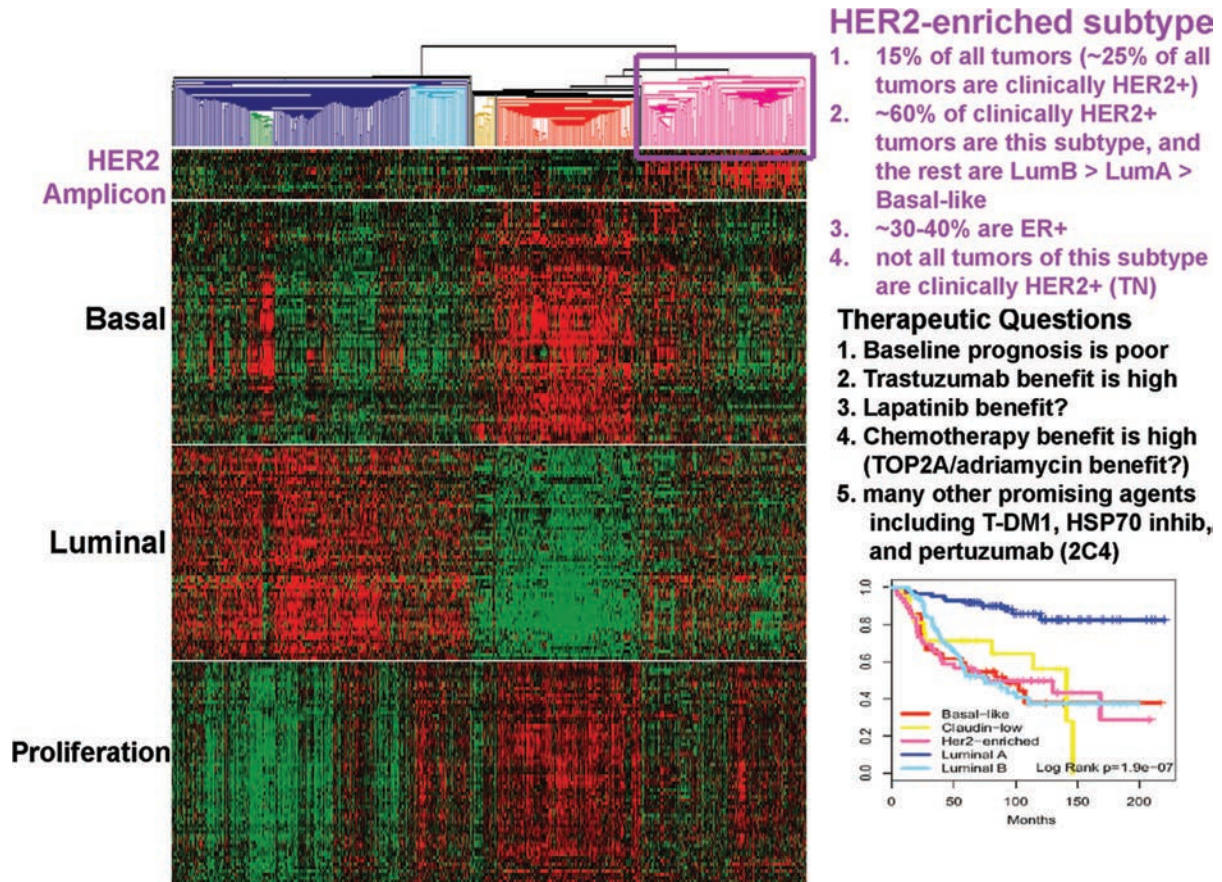 HER2-enriched subtype
1. 15% of all tumors (~25% of all
tumors are clinically HER2+)
2. ~60% of clinically HER2+
tumors are this subtype, and
the rest are LumB > LumA >
Basal-like
3. ~30-40% are ER+
4. not all tumors of this subtype
are clinically HER2+ (TN)
HER2
Amplicon
Basal
Luminal
Proliferation
Therapeutic Questions
1. Baseline prognosis is poor
2. Trastuzumab benefit is high
3. Lapatinib benefit?
4. Chemotherapy benefit is high
(TOP2A/adriamycin benefit?)
5. many other promising agents
including T-DM1, HSP70 inhib,
and pertuzumab (2C4)
1.0
0.8
0.6
0.4
0.2
0.0
Basal-like
Claudin-low
Her2-enriched
Luminal A
Luminal B
Log Rank p=1.9e-07
0 50 100 150 200
Months